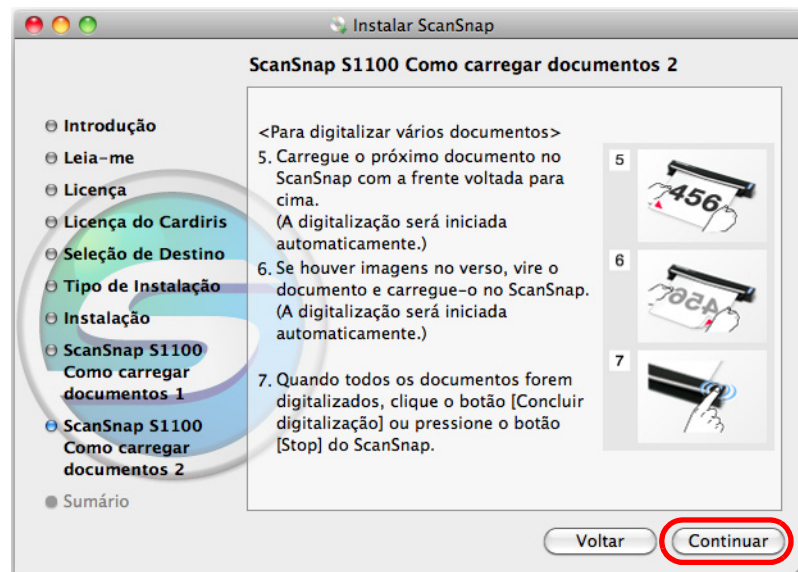 Instalar ScanSnap
ScanSnap S1100 Como carregar documentos 2
Introdução
Leia-me
Licença
Licença do Cardiris
Seleção de Destino
Tipo de Instalação
Instalação
ScanSnap S1100
Como carregar
documentos 1
ScanSnap S1100
Como carregar
documentos 2
Sumário
<Para digitalizar vários documentos>
5. Carregue o próximo documento no
ScanSnap com a frente voltada para
cima.
(A digitalização será iniciada
automaticamente.)
6. Se houver imagens no verso, vire o
documento e carregue-o no ScanSnap.
(A digitalização será iniciada
automaticamente.)
7. Quando todos os documentos forem
digitalizados, clique o botão [Concluir
digitalização] ou pressione o botão
[Stop] do ScanSnap.
5
456
6
456
7
Voltar
Continuar